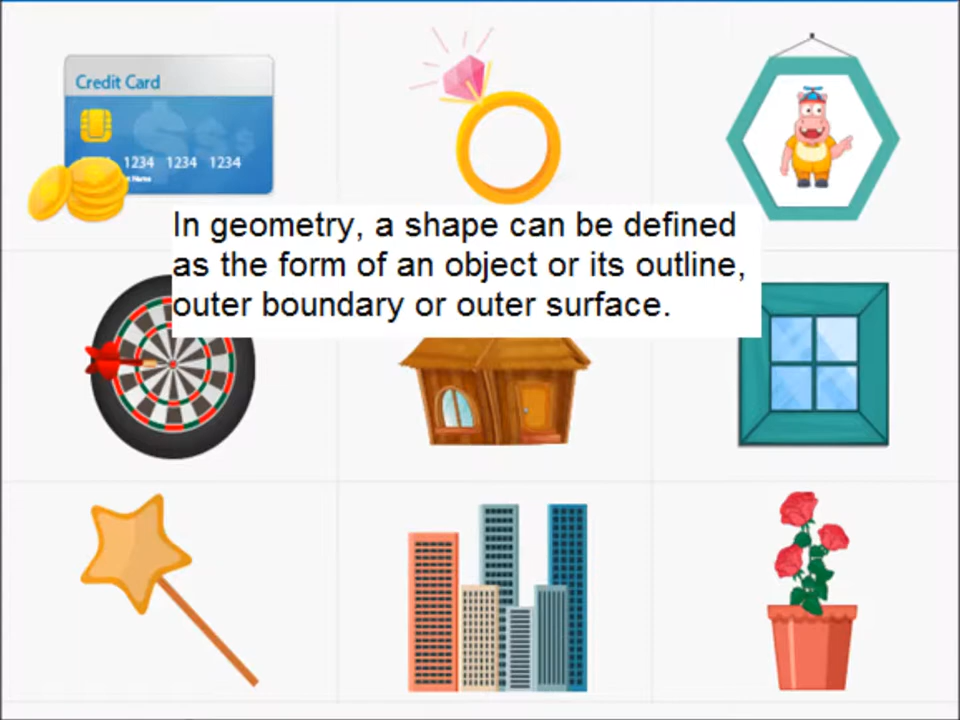 Credit Card
1234 1234 1234
Name
In geometry, a shape can be defined
as the form of an object or its outline,
outer boundary or outer surface.